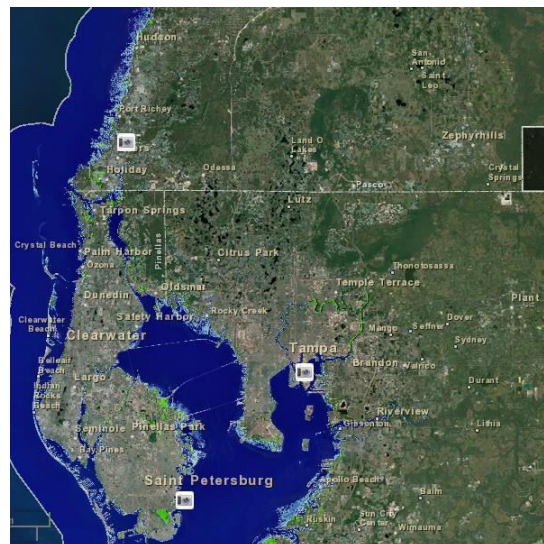 Hudson
San
Antonio
Saint
Leo
Port Richey
Zephyrhills
Land O
Lakes
Holiday
Odessa
Crystal
Springs
Pasco
Tarpon Springs
Lutz
Crystal Beach
Palm Harbor
Pinellas
Citrus Park
Ozona
Thonotosassa
Temple Terrace
Oldsmar
Dunedin
Plant
Safety Harbor
Rocky Creek
Clearwater
Beach
Clearwater
Mango
Seffner
Dover
Sydney
Tampa
Belleair
Beach
Brandon
Valrico
Largo
Indian
Rocks
Beach
Durant
Seminole
Pinellas Park
Riverview
Gibsonton
Lithia
Bay Pines
Saint Petersburg
Apollo Beach
Balm
Ruskin
Sun City
Center
Wimauma